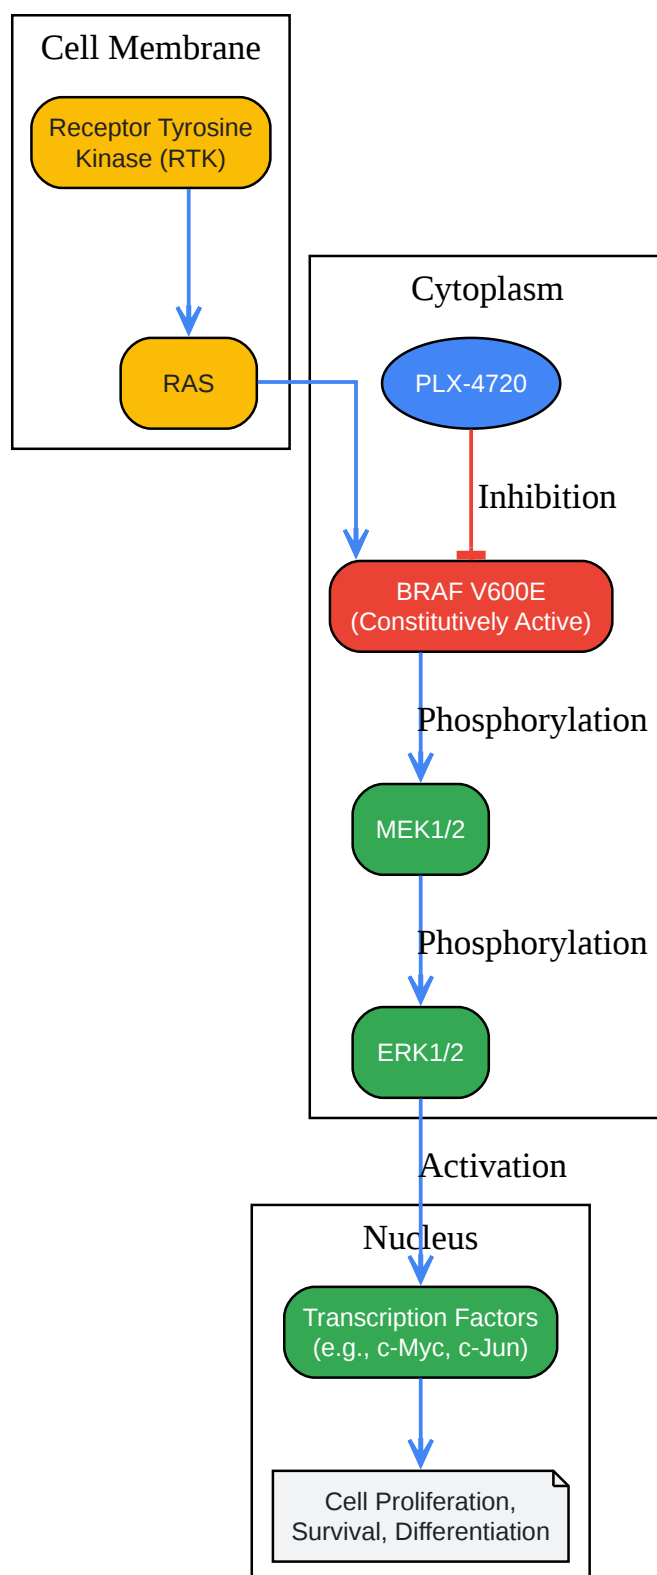 Cell Membrane
Receptor Tyrosine
Kinase (RTK)
RAS
Cytoplasm
PLX-4720
Inhibition
BRAF V600E
(Constitutively Active)
Phosphorylation
MEK1/2
Phosphorylation
ERK1/2
Activation
Nucleus
Transcription Factors
(e.g., c-Myc, c-Jun)
Cell Proliferation,
Survival, Differentiation